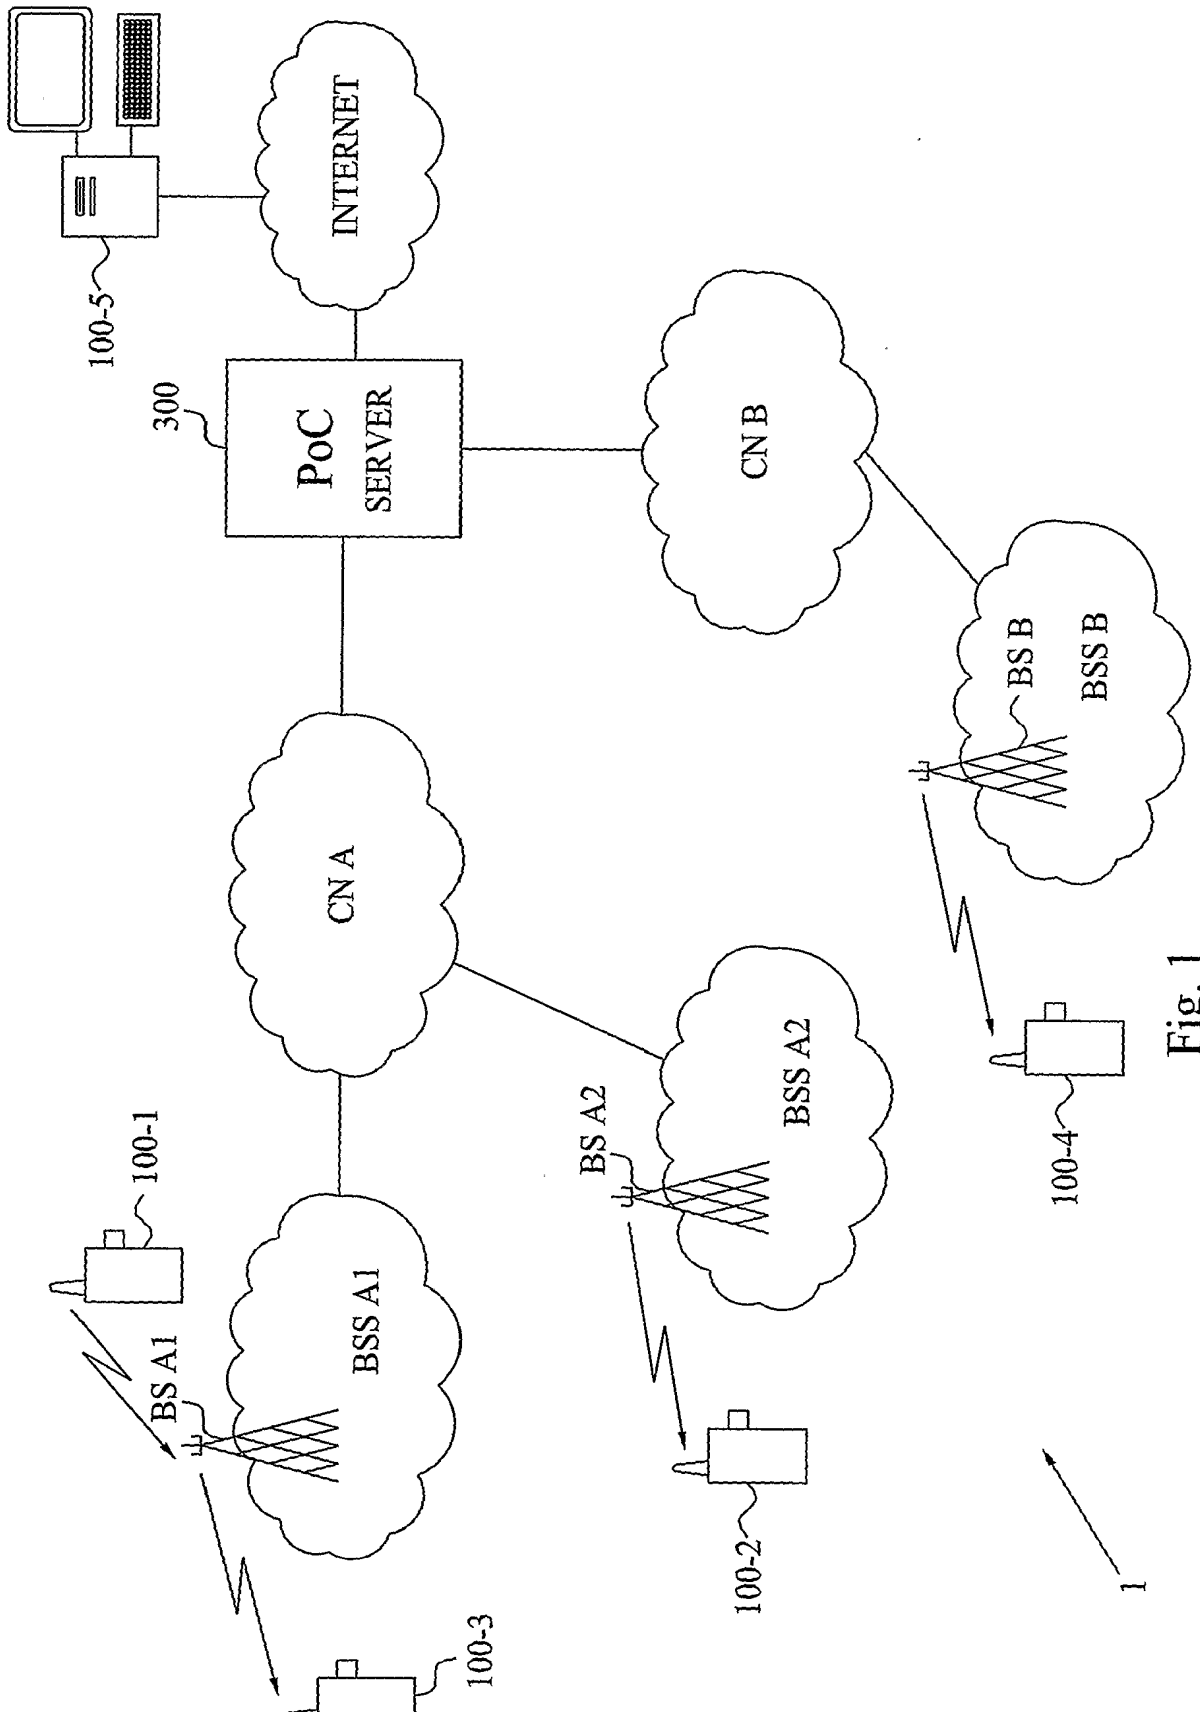 100-5
INTERNET
300
PoC
SERVER
CN B
BS B
BSS B
CN A
100-1
BS A1
BSS A1
BS A2
BSS A2
100-4
100-2
100-3
1
Fig. 1